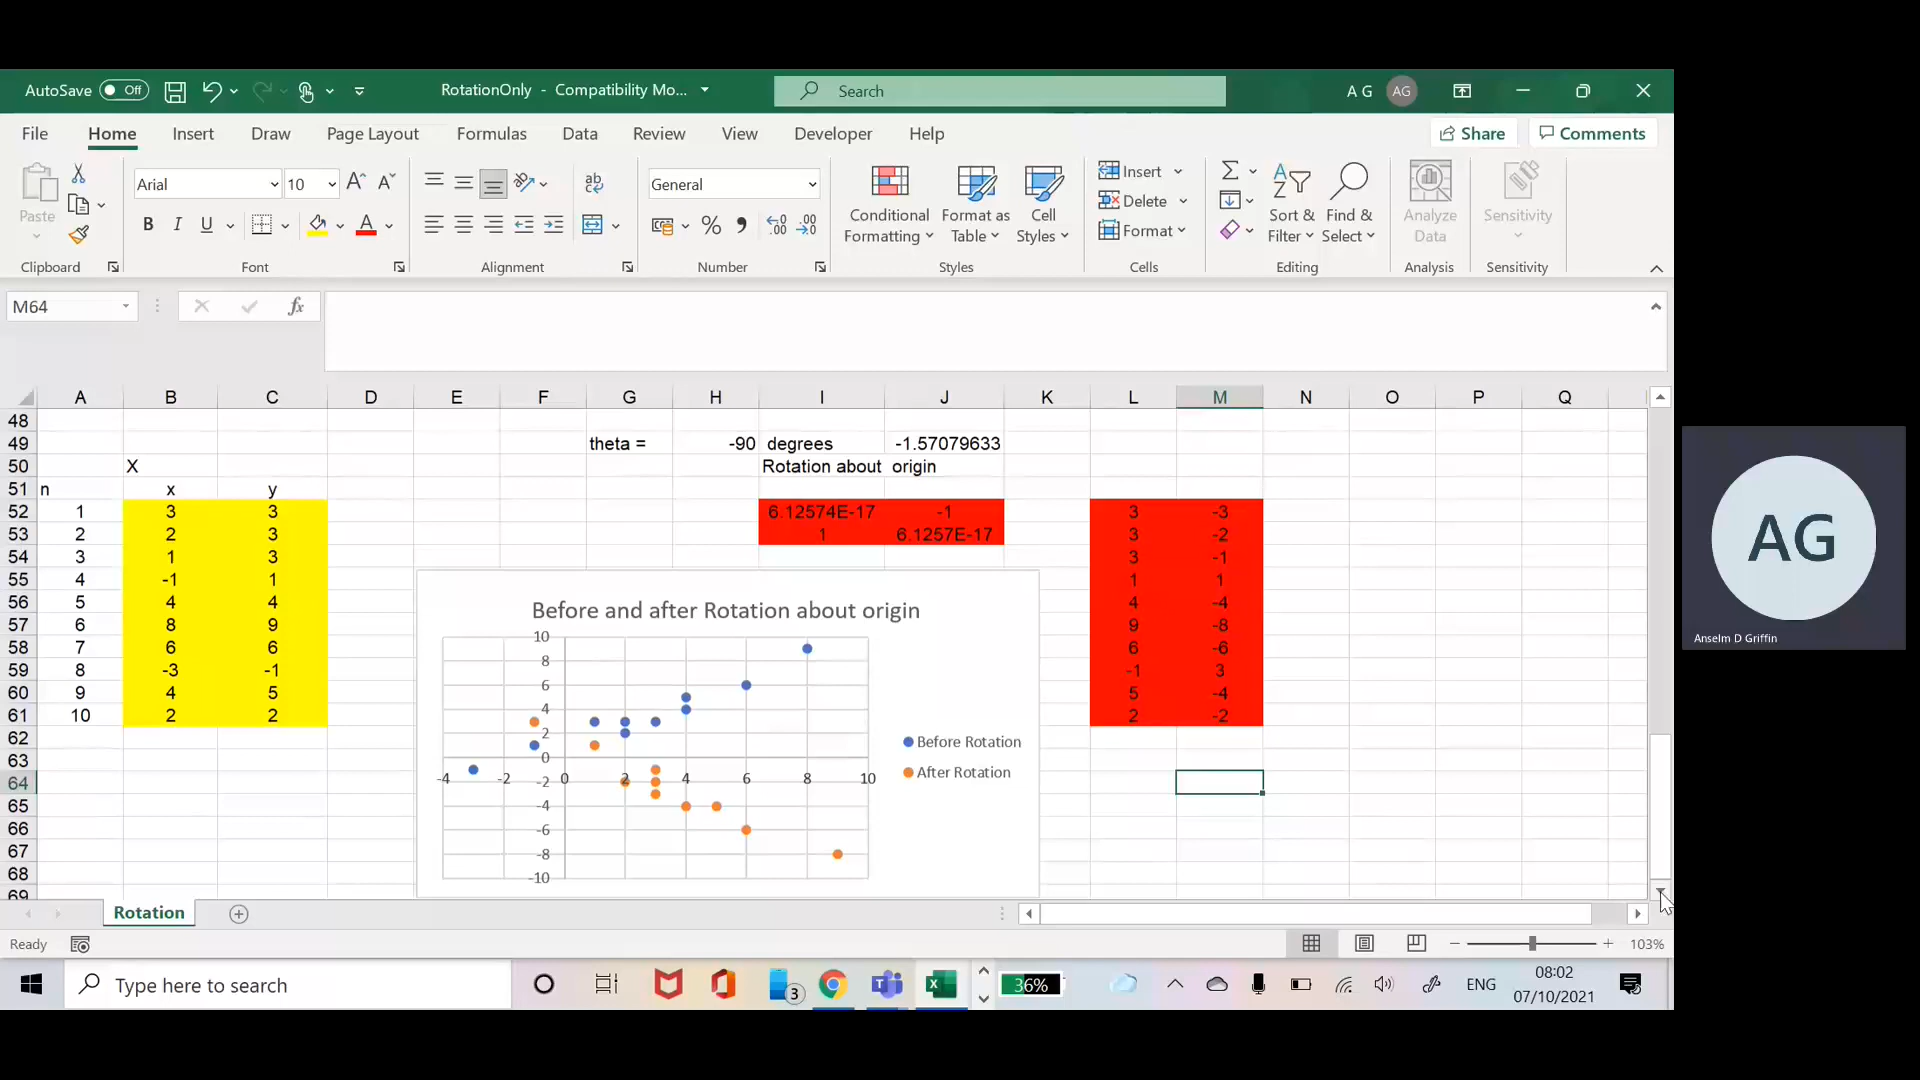 AutoSave Off RotationOnly - Compatibility Mo... Search A G AG
File Home Insert Draw Page Layout Formulas Data Review View Developer Help Share Comments
Paste Arial 10 General Conditional Formatting Format as Table Cell Styles Insert Delete Format Sort & Filter Find & Select Analyze Data Sensitivity
Clipboard Font Alignment Number Styles Cells Editing Analysis Sensitivity
M64 fx
A B C D E F G H I J K L M N O P Q
48
49 theta = -90 degrees -1.57079633
50 X Rotation about origin
51 n x y
52 1 3 3 6.12574E-17 -1 3 -3
53 2 2 3 1 6.1257E-17 3 -2
54 3 1 3 3 -1
55 4 -1 1 1 1
56 5 4 4 4 -4
57 6 8 9 9 -8
58 7 6 6 6 -6
59 8 -3 -1 -1 3
60 9 4 5 5 -4
61 10 2 2 2 -2
62
63
64
65
66
67
68
69
Before and after Rotation about origin
10
8
6
4
2
0
-2
-4
-6
-8
-10
-4 -2 0 2 4 6 8 10
Before Rotation
After Rotation
Rotation
Ready 103%
Type here to search 3 36% ENG 08:02
07/10/2021
AG
Anselm D Griffin